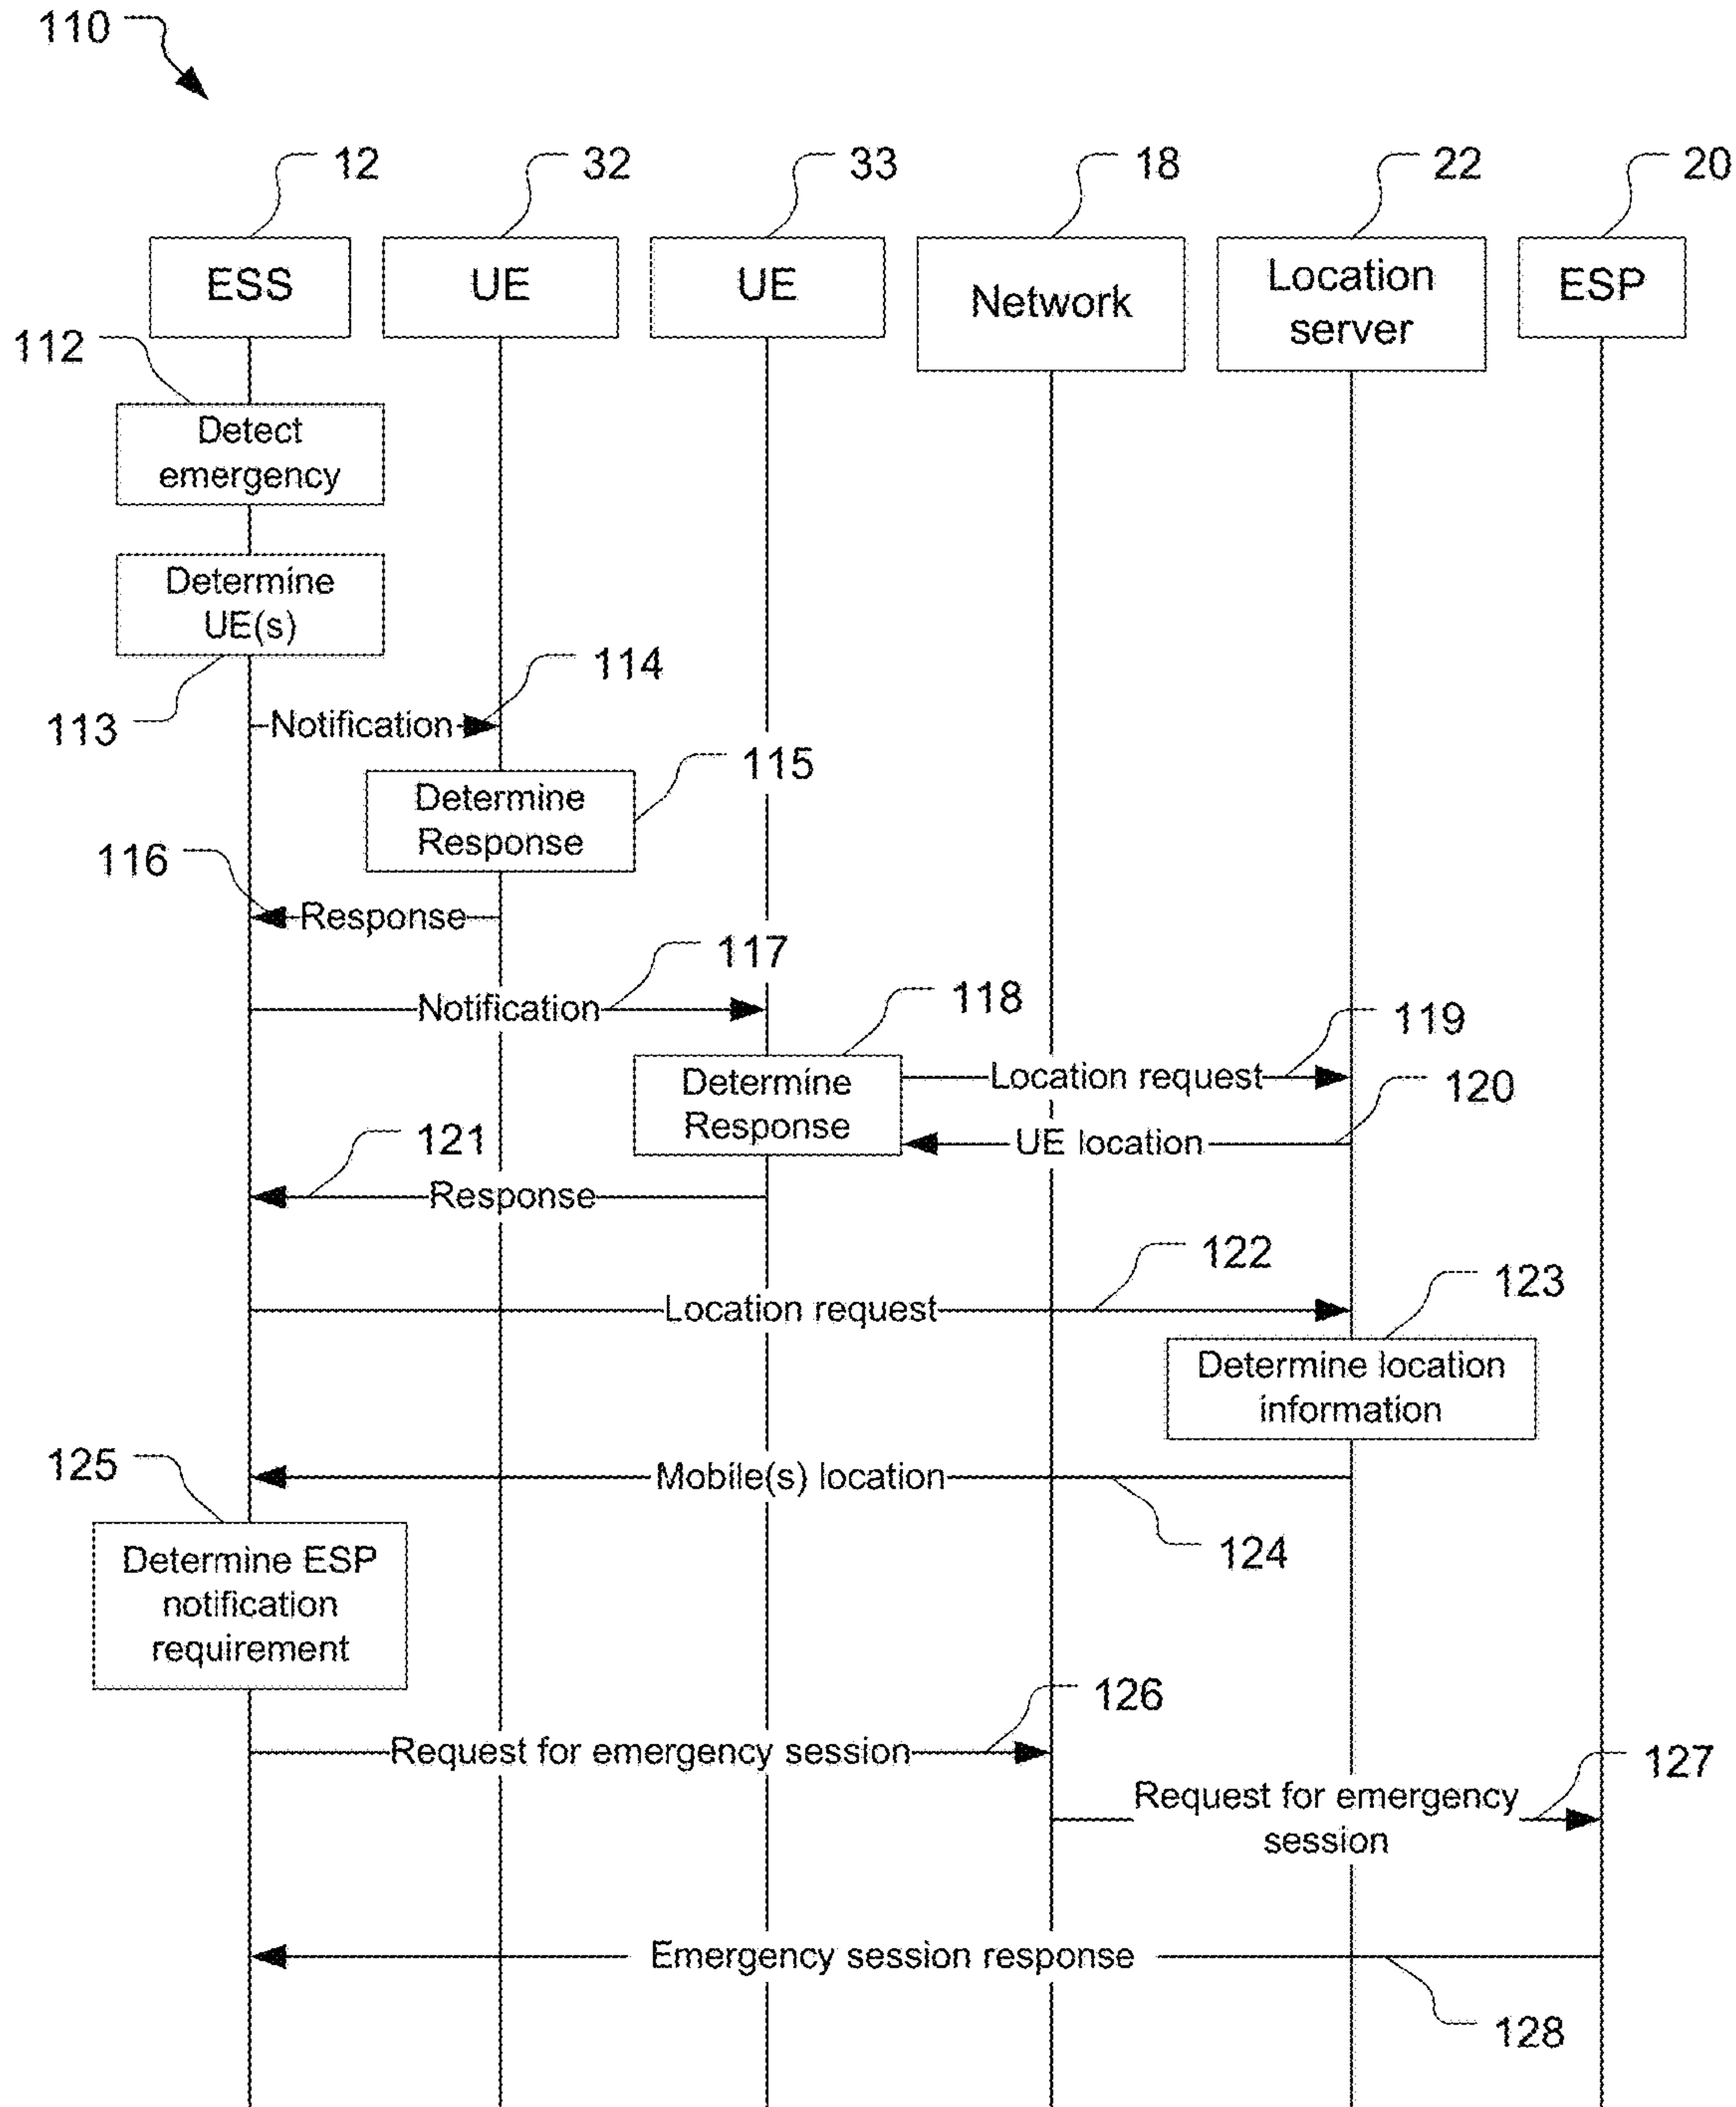 110
12
32
33
18
22
20
ESS
UE
UE
Network
Location
server
ESP
112
Detect
emergency
Determine
UE(s)
113
114
Notification
115
Determine
Response
116
Response
117
Notification
118
119
Determine
Response
Location request
120
UE location
121
Response
122
Location request
123
Determine location
information
125
Mobile(s) location
124
Determine ESP
notification
requirement
126
Request for emergency session
127
Request for emergency
session
Emergency session response
128